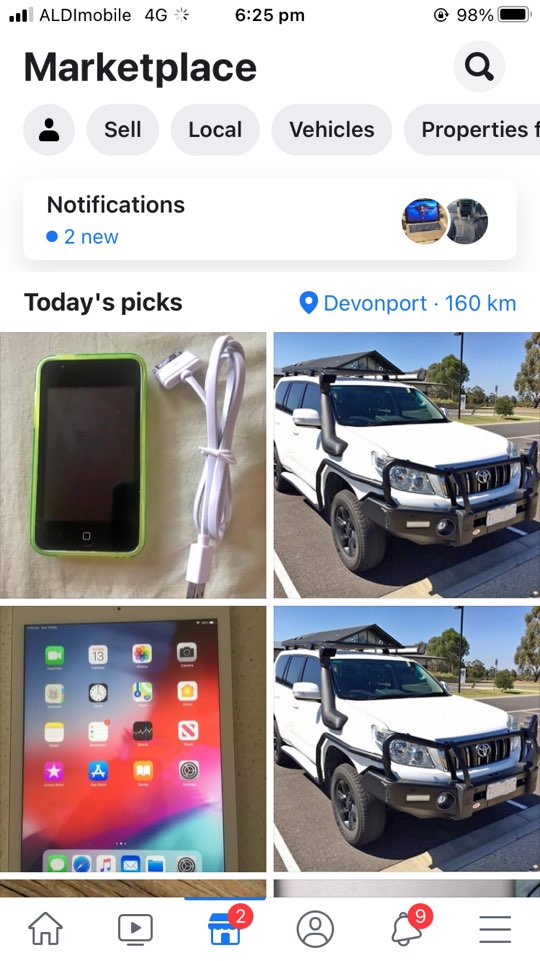 ALDImobile 4G 6:25 pm 98%
Marketplace
Sell Local Vehicles Properties f
Notifications
2 new
Today's picks Devonport · 160 km
13
2 9